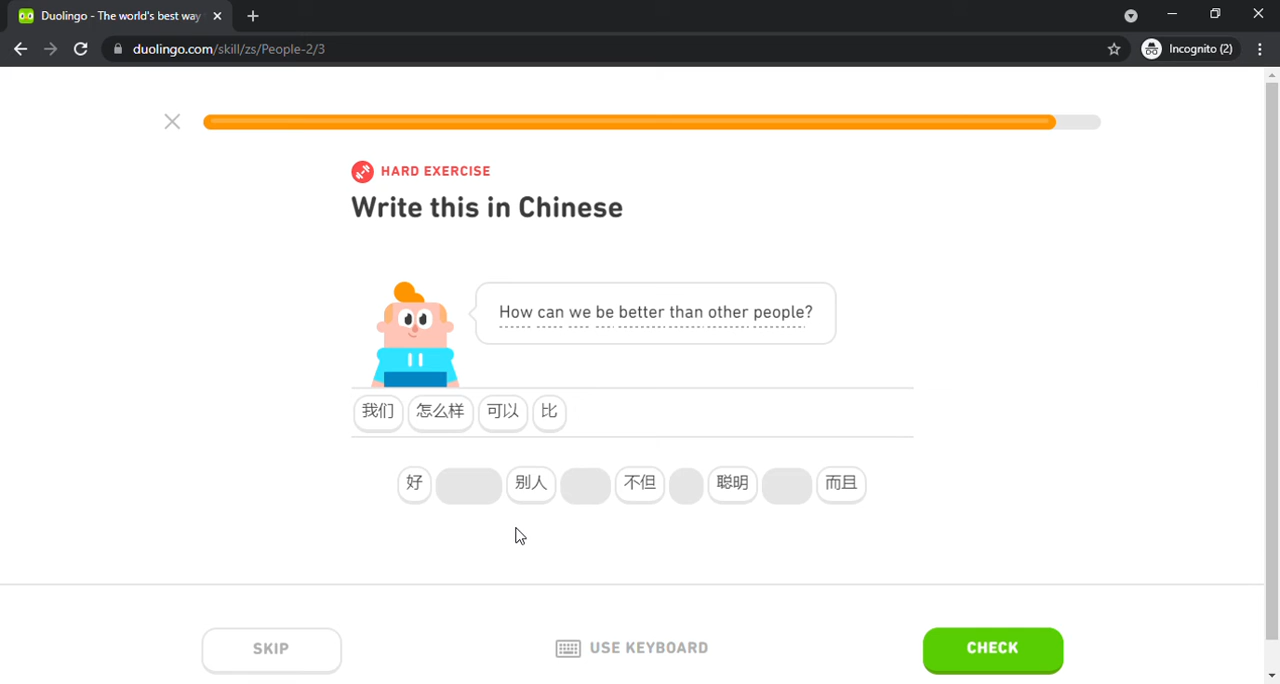 Duolingo - The world's best way
duolingo.com/skill/zs/People-2/3
Incognito (2)
HARD EXERCISE
Write this in Chinese
How can we be better than other people?
我们 怎么样 可以 比
好 别人 不但 聪明 而且
SKIP
USE KEYBOARD
CHECK